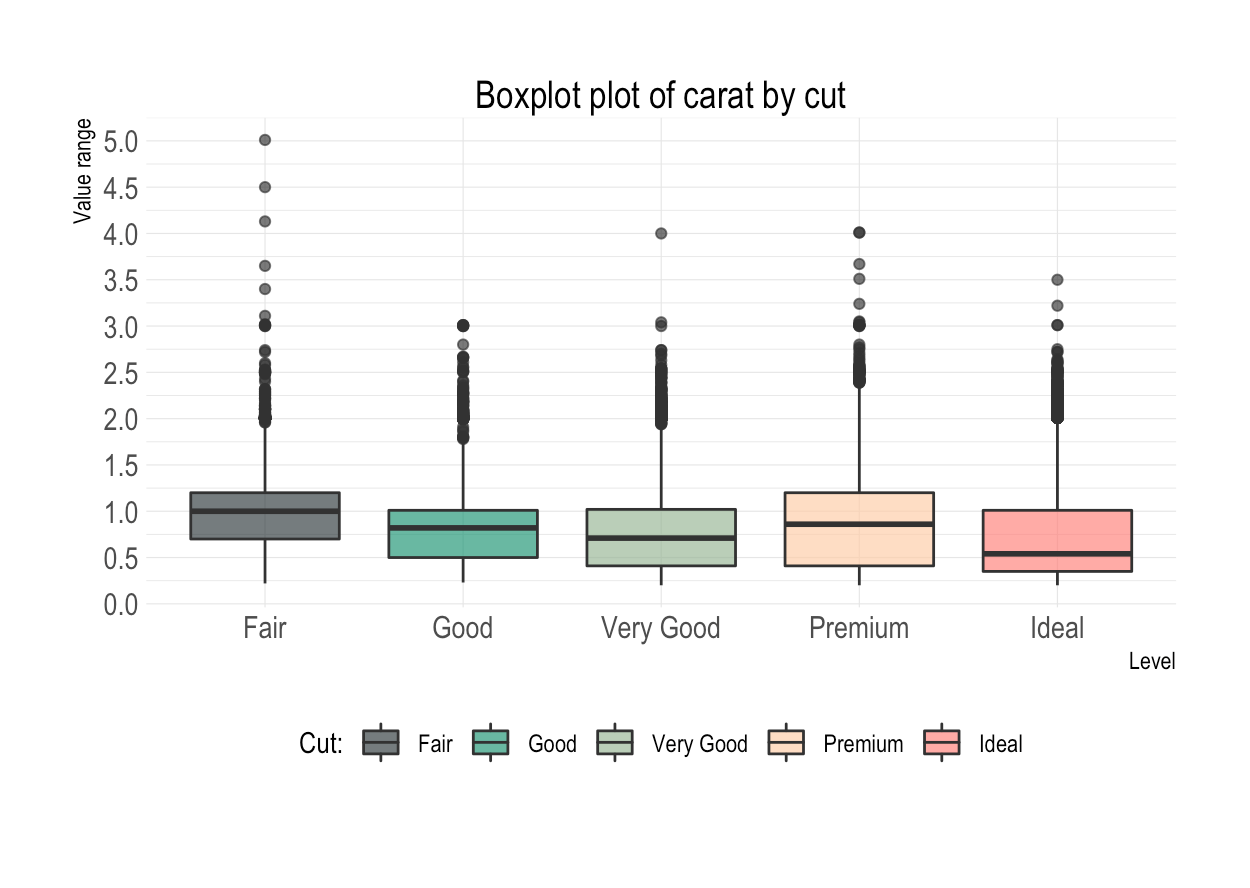 Boxplot plot of carat by cut
Value range
5.0
4.5
4.0
3.5
3.0
2.5
2.0
1.5
1.0
0.5
0.0
Fair Good Very Good Premium Ideal
Level
Cut: Fair Good Very Good Premium Ideal